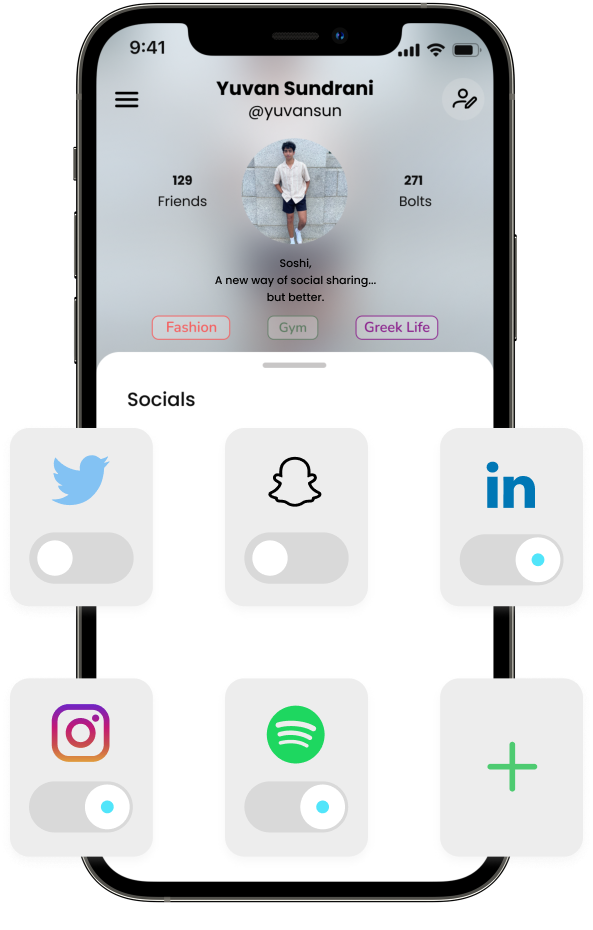 9:41
Yuvan Sundrani
@yuvansun
129
Friends
271
Bolts
Soshi,
A new way of social sharing...
but better.
Fashion
Gym
Greek Life
Socials
in